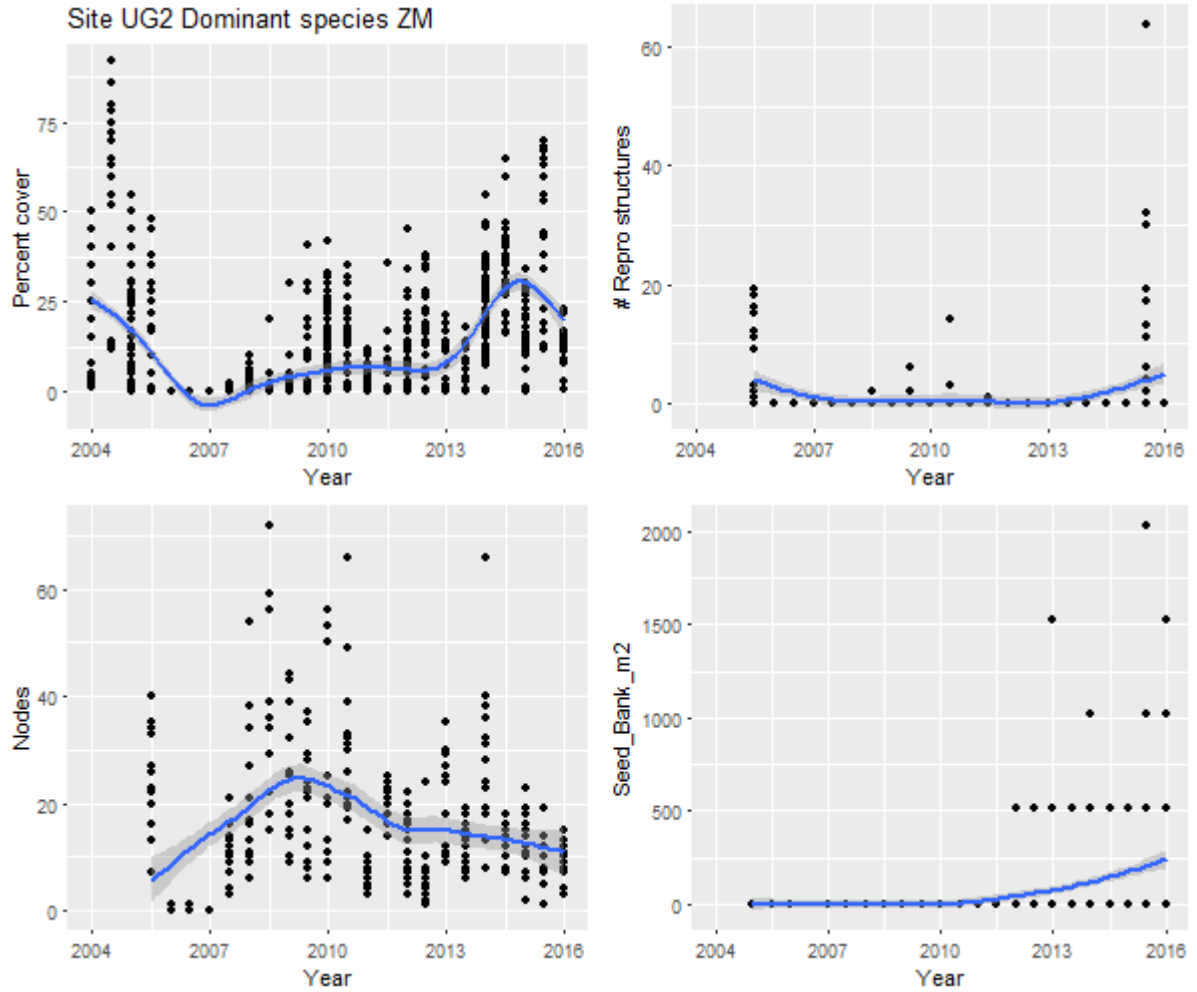 Site UG2 Dominant species ZM
Percent cover
75
50
25
0
2004 2007 2010 2013 2016
Year
# Repro structures
60
40
20
0
2004 2007 2010 2013 2016
Year
Nodes
60
40
20
0
2004 2007 2010 2013 2016
Year
Seed_Bank_m2
2000
1500
1000
500
0
2004 2007 2010 2013 2016
Year